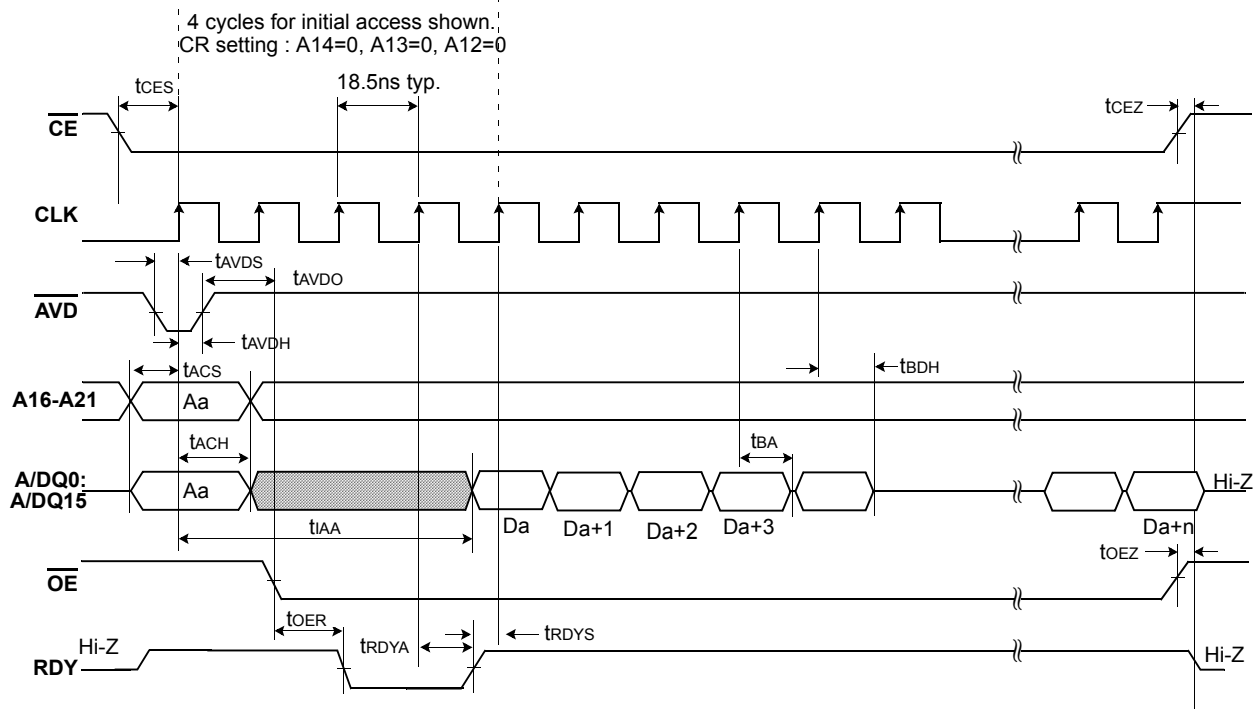 4 cycles for initial access shown.
CR setting : A14=0, A13=0, A12=0
tCES
18.5ns typ.
tCEZ
CE
CLK
tAVDS
tAVDO
AVD
tAVDH
tACS
tBDH
A16-A21
Aa
tACH
tBA
A/DQ0:
A/DQ15
Aa
Hi-Z
tIAA
Da
Da+1
Da+2
Da+3
Da+n
OE
tOEZ
tOER
tRDYA
tRDYS
Hi-Z
RDY
Hi-Z